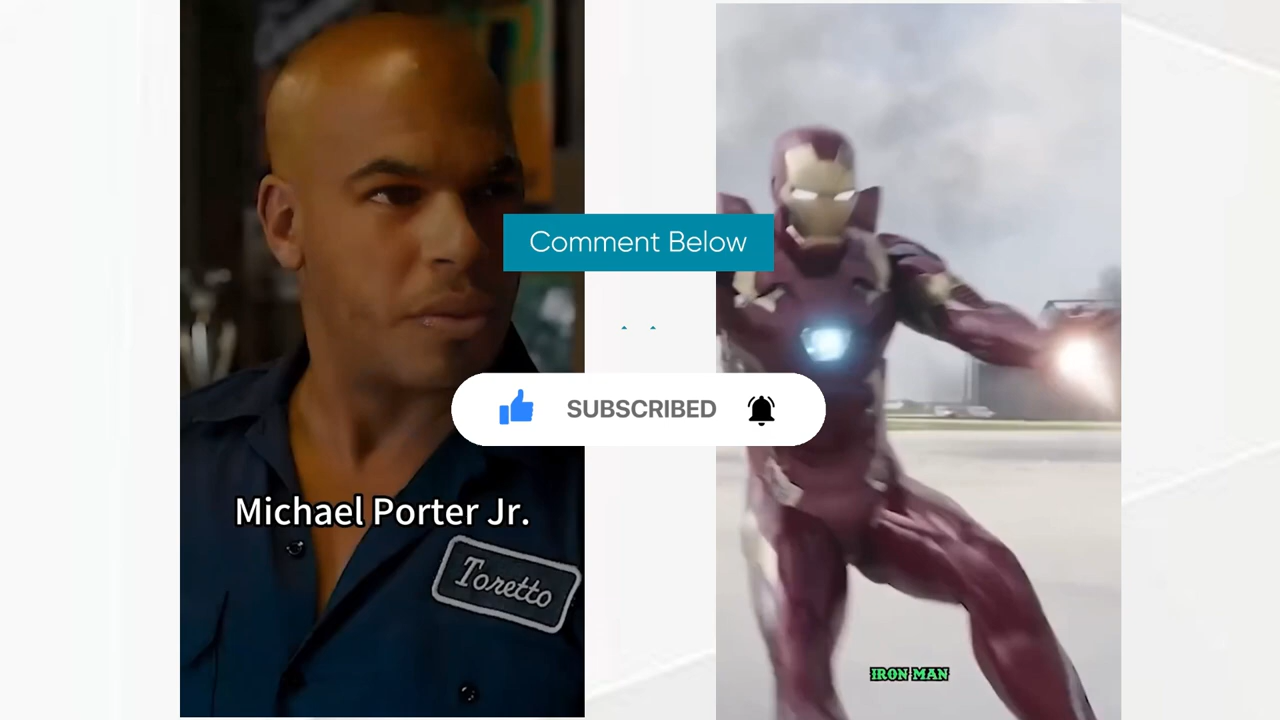 Comment Below
SUBSCRIBED
Michael Porter Jr.
Toretto
IRON MAN